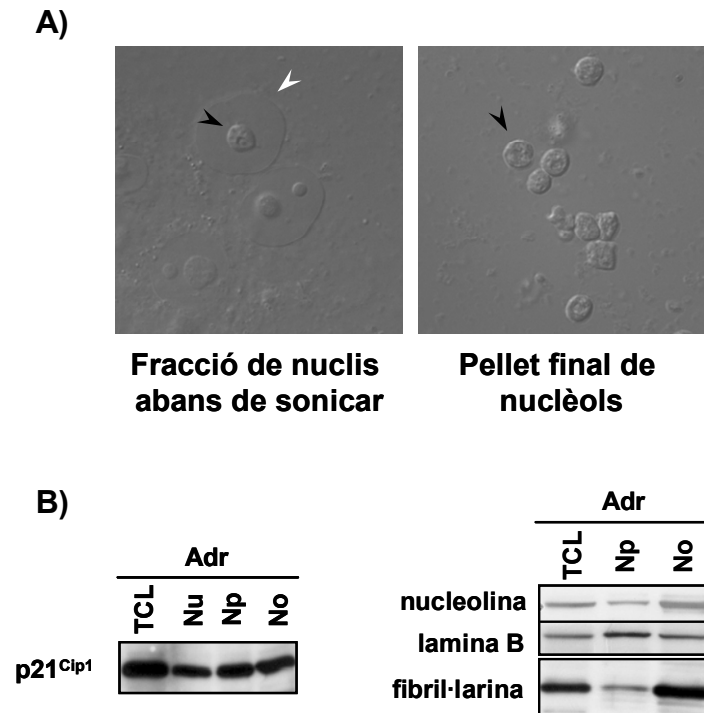 A)
Fracció de nuclis
abans de sonicar
Pellet final de
nuclèols
B)
Adr
TCL Nu Np No
p21Cip1
Adr
TCL Np No
nucleolina
lamina B
fibril·larina